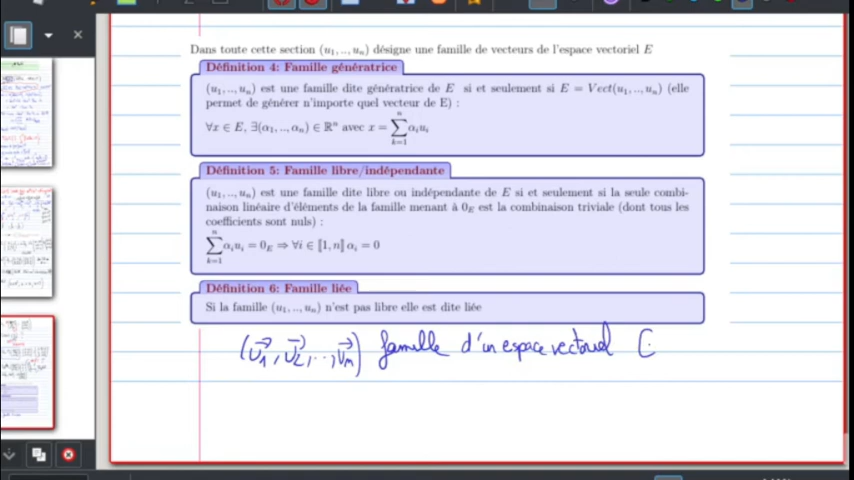 Dans toute cette section (u₁, .., uₙ) désigne une famille de vecteurs de l'espace vectoriel E
Définition 4: Famille génératrice
(u₁, .., uₙ) est une famille dite génératrice de E si et seulement si E = Vect(u₁, .., uₙ) (elle
permet de générer n'importe quel vecteur de E) :
∀x ∈ E, ∃(α₁, .., αₙ) ∈ ℝⁿ avec x = ∑ₖ₌₁ⁿ αᵢuᵢ
Définition 5: Famille libre/indépendante
(u₁, .., uₙ) est une famille dite libre ou indépendante de E si et seulement si la seule combi-
naison linéaire d'éléments de la famille menant à 0_E est la combinaison triviale (dont tous les
coefficients sont nuls) :
∑ₖ₌₁ⁿ αᵢuᵢ = 0_E ⇒ ∀i ∈ ⟦1, n⟧ αᵢ = 0
Définition 6: Famille liée
Si la famille (u₁, .., uₙ) n'est pas libre elle est dite liée
(U₁⃗, U₂⃗, .., Uₙ⃗) famille d'un espace vectoriel E